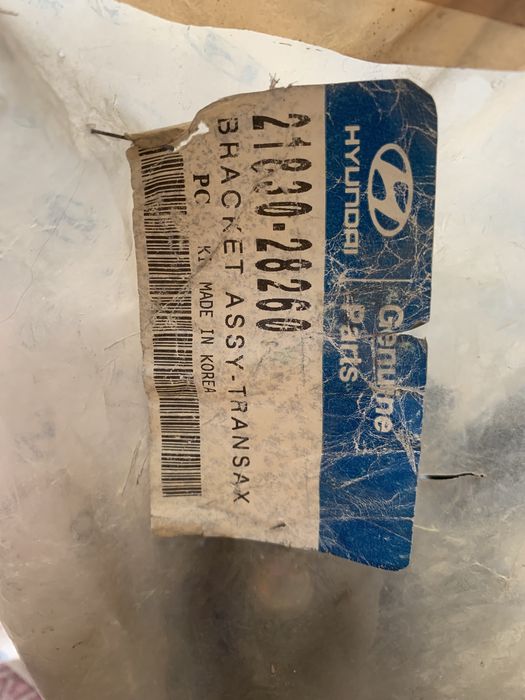 HYUNDAI
Genuine
Parts
21830-28260
BRACKET ASSY-TRANSAX
PC
MADE IN KOREA